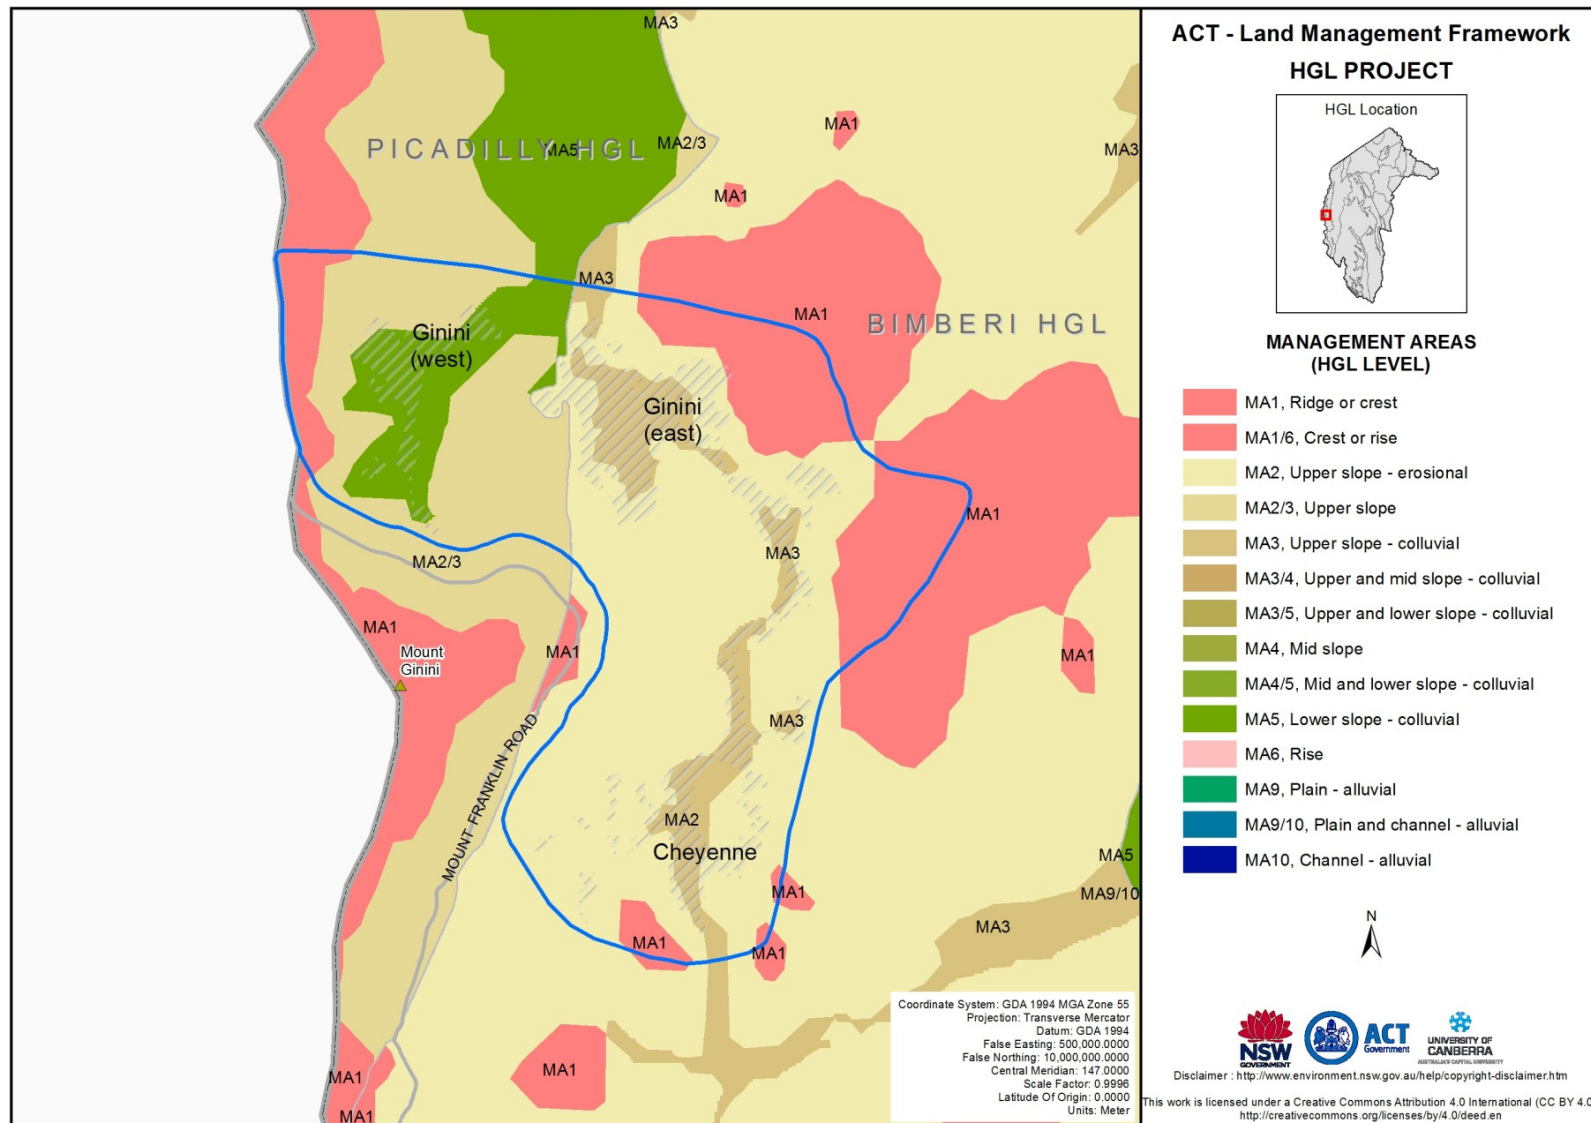 MA3
PICADILLY HGL
MA5
MA2/3
MA1
MA3
MA1
MA3
MA1
BIMBERI HGL
Ginini
(west)
Ginini
(east)
MA1
MA3
MA2/3
MA1
Mount
Ginini
MA1
MA1
MA3
MOUNT FRANKLIN ROAD
MA2
Cheyenne
MA5
MA1
MA9/10
MA3
MA1
MA1
MA1
MA1
MA1
Coordinate System: GDA 1994 MGA Zone 55
Projection: Transverse Mercator
Datum: GDA 1994
False Easting: 500,000.0000
False Northing: 10,000,000.0000
Central Meridian: 147.0000
Scale Factor: 0.9996
Latitude Of Origin: 0.0000
Units: Meter
ACT - Land Management Framework
HGL PROJECT
HGL Location
MANAGEMENT AREAS
(HGL LEVEL)
MA1, Ridge or crest
MA1/6, Crest or rise
MA2, Upper slope - erosional
MA2/3, Upper slope
MA3, Upper slope - colluvial
MA3/4, Upper and mid slope - colluvial
MA3/5, Upper and lower slope - colluvial
MA4, Mid slope
MA4/5, Mid and lower slope - colluvial
MA5, Lower slope - colluvial
MA6, Rise
MA9, Plain - alluvial
MA9/10, Plain and channel - alluvial
MA10, Channel - alluvial
N
NSW
GOVERNMENT
ACT
Government
UNIVERSITY OF
CANBERRA
AUSTRALIA'S CAPITAL UNIVERSITY
Disclaimer : http://www.environment.nsw.gov.au/help/copyright-disclaimer.htm
This work is licensed under a Creative Commons Attribution 4.0 International (CC BY 4.0
http://creativecommons.org/licenses/by/4.0/deed.en